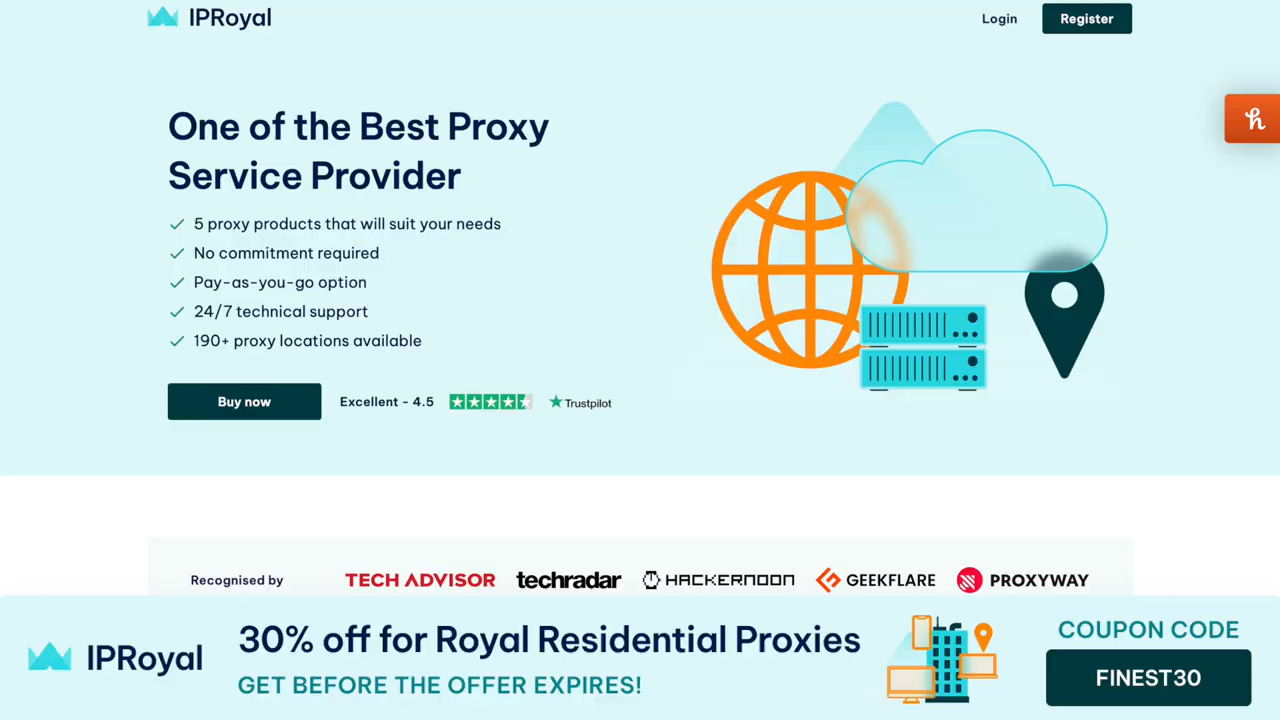 IPRoyal
Login
Register
One of the Best Proxy
Service Provider
5 proxy products that will suit your needs
No commitment required
Pay-as-you-go option
24/7 technical support
190+ proxy locations available
Buy now
Excellent - 4.5
Trustpilot
Recognised by
TECH ADVISOR
techradar
HACKERNOON
GEEKFLARE
PROXYWAY
IPRoyal
30% off for Royal Residential Proxies
GET BEFORE THE OFFER EXPIRES!
COUPON CODE
FINEST30